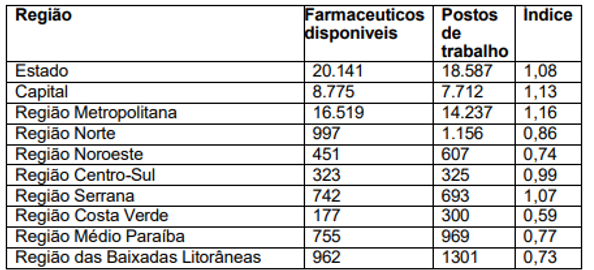 Região Farmaceuticos disponiveis Postos de trabalho Índice
Estado 20.141 18.587 1,08
Capital 8.775 7.712 1,13
Região Metropolitana 16.519 14.237 1,16
Região Norte 997 1.156 0,86
Região Noroeste 451 607 0,74
Região Centro-Sul 323 325 0,99
Região Serrana 742 693 1,07
Região Costa Verde 177 300 0,59
Região Médio Paraíba 755 969 0,77
Região das Baixadas Litorâneas 962 1301 0,73